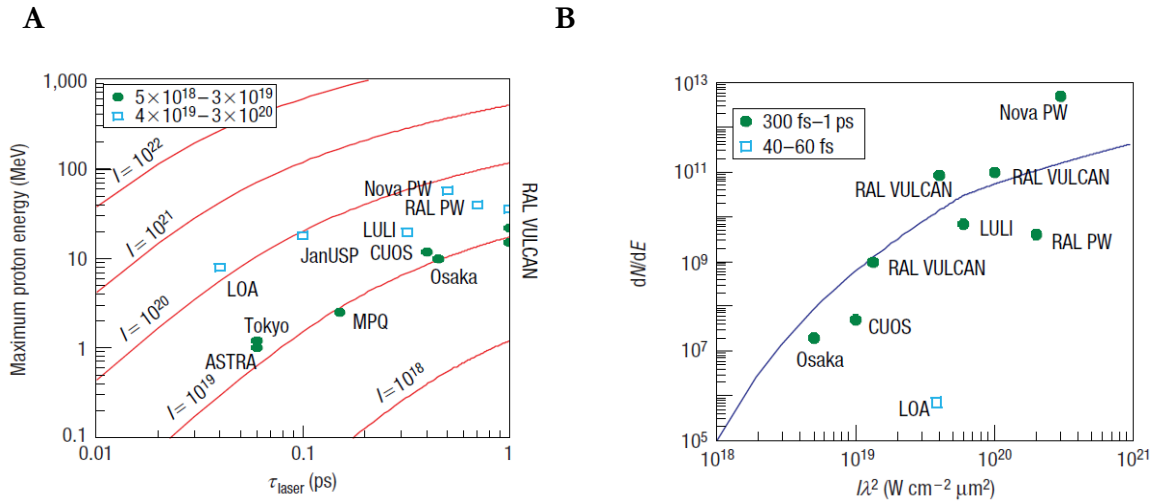 A
1,000
100
10
1
0.1
0.01
0.1
1
Maximum proton energy (MeV)
τlaser (ps)
5×10¹⁸–3×10¹⁹
4×10¹⁹–3×10²⁰
I = 10²²
I = 10²¹
I = 10²⁰
I = 10¹⁹
I = 10¹⁸
Nova PW
RAL PW
LULI
CUOS
JanUSP
Osaka
LOA
MPQ
Tokyo
ASTRA
RAL VULCAN
B
10¹³
10¹¹
10⁹
10⁷
10⁵
10¹⁸
10¹⁹
10²⁰
10²¹
dN/dE
Iλ² (W cm⁻² μm²)
300 fs–1 ps
40–60 fs
Nova PW
RAL VULCAN
RAL VULCAN
LULI
RAL PW
RAL VULCAN
CUOS
Osaka
LOA